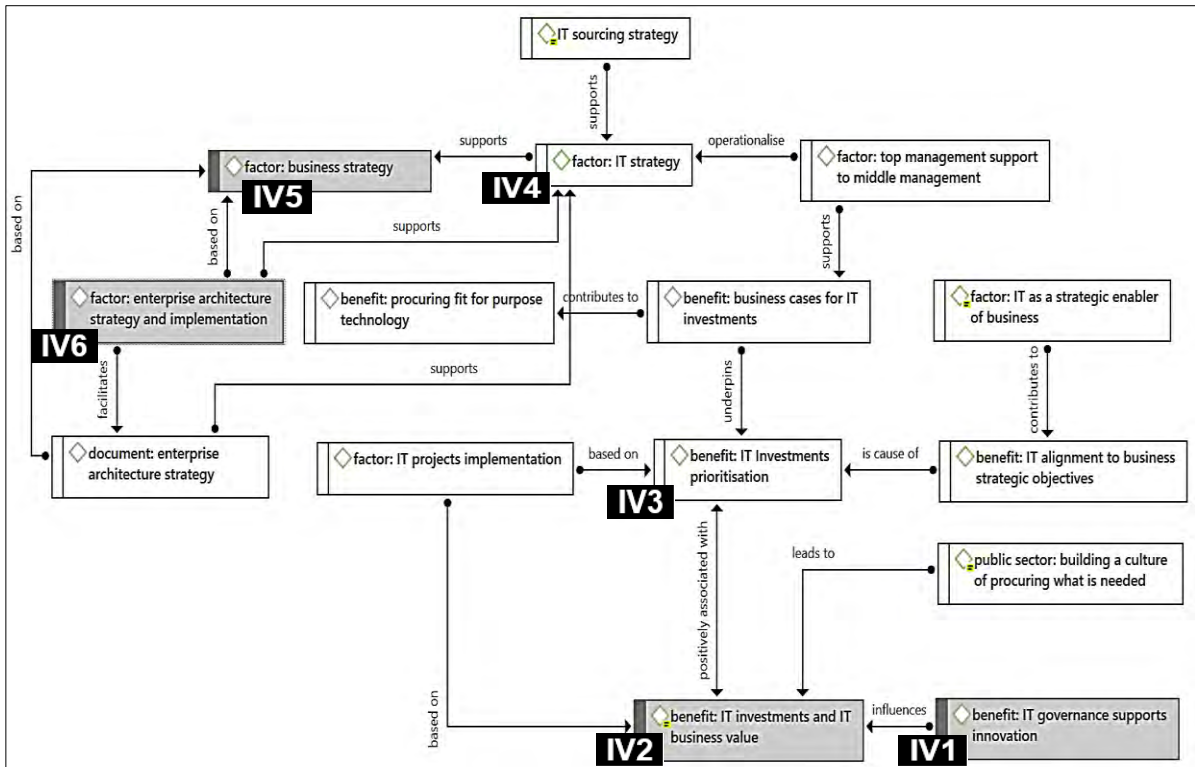 IT sourcing strategy
supports
supports
operationalise
factor: business strategy
factor: IT strategy
factor: top management support
to middle management
IV5
IV4
based on
based on
supports
supports
factor: enterprise architecture
strategy and implementation
benefit: procuring fit for purpose
technology
contributes to
benefit: business cases for IT
investments
factor: IT as a strategic enabler
of business
IV6
facilitates
supports
underpins
contributes to
document: enterprise
architecture strategy
factor: IT projects implementation
based on
benefit: IT Investments
prioritisation
is cause of
benefit: IT alignment to business
strategic objectives
IV3
positively associated with
leads to
public sector: building a culture
of procuring what is needed
based on
benefit: IT investments and IT
business value
influences
benefit: IT governance supports
innovation
IV2
IV1